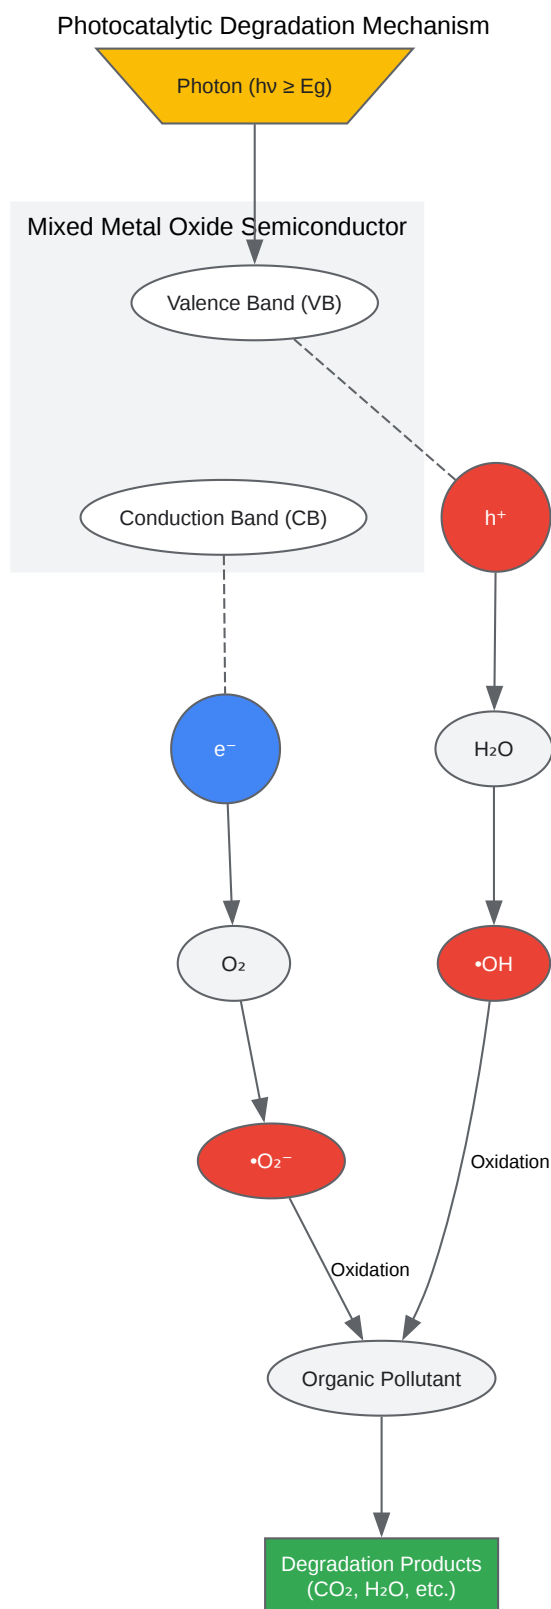 Photocatalytic Degradation Mechanism
Photon (hν ≥ Eg)
Mixed Metal Oxide Semiconductor
Valence Band (VB)
Conduction Band (CB)
h⁺
e⁻
H₂O
O₂
•OH
•O₂⁻
Oxidation
Oxidation
Organic Pollutant
Degradation Products
(CO₂, H₂O, etc.)